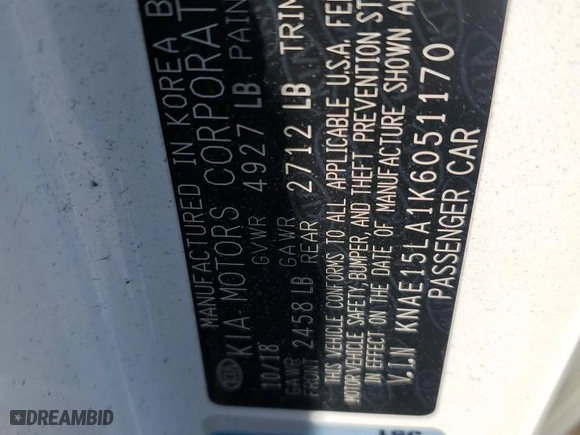 MANUFACTURED IN KOREA B
KIA MOTORS CORPORAT
10/18 GVWR 4927 LB PAIN
GAWR FRONT 2458 LB GAWR REAR 2712 LB TRIM
THIS VEHICLE CONFORMS TO ALL APPLICABLE U.S.A. FE
MOTOR VEHICLE SAFETY, BUMPER, AND THEFT PREVENTION ST
IN EFFECT ON THE DATE OF MANUFACTURE SHOWN A
V.I.N KNAE15LA1K6051170
PASSENGER CAR
DREAMBID